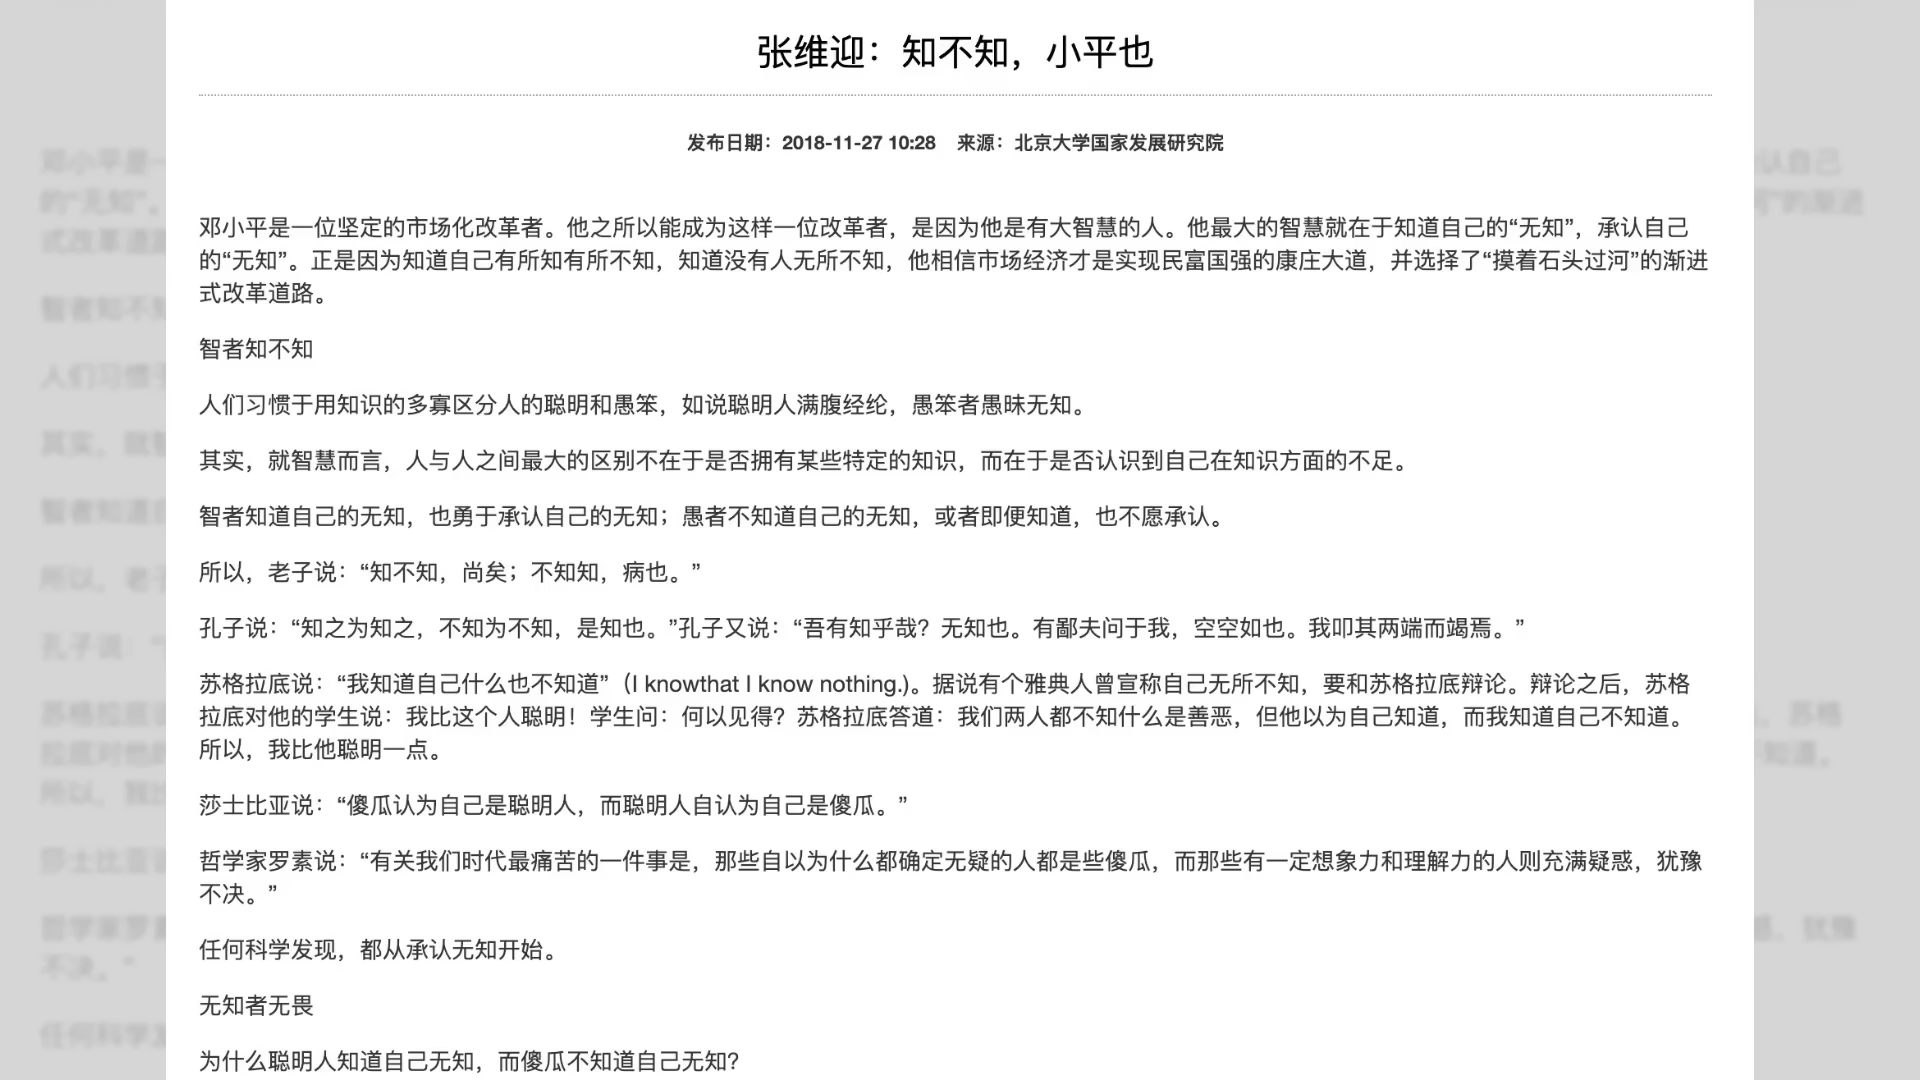 张维迎：知不知，小平也
发布日期：2018-11-27 10:28 来源：北京大学国家发展研究院
邓小平是一位坚定的市场化改革者。他之所以能成为这样一位改革者，是因为他是有大智慧的人。他最大的智慧就在于知道自己的“无知”，承认自己
的“无知”。正是因为知道自己有所知有所不知，知道没有人无所不知，他相信市场经济才是实现民富国强的康庄大道，并选择了“摸着石头过河”的渐进
式改革道路。
智者知不知
人们习惯于用知识的多寡区分人的聪明和愚笨，如说聪明人满腹经纶，愚笨者愚昧无知。
其实，就智慧而言，人与人之间最大的区别不在于是否拥有某些特定的知识，而在于是否认识到自己在知识方面的不足。
智者知道自己的无知，也勇于承认自己的无知；愚者不知道自己的无知，或者即便知道，也不愿承认。
所以，老子说：“知不知，尚矣；不知知，病也。”
孔子说：“知之为知之，不知为不知，是知也。”孔子又说：“吾有知乎哉？无知也。有鄙夫问于我，空空如也。我叩其两端而竭焉。”
苏格拉底说：“我知道自己什么也不知道”（I knowthat I know nothing.)。据说有个雅典人曾宣称自己无所不知，要和苏格拉底辩论。辩论之后，苏格
拉底对他的学生说：我比这个人聪明！学生问：何以见得？苏格拉底答道：我们两人都不知什么是善恶，但他以为自己知道，而我知道自己不知道。
所以，我比他聪明一点。
莎士比亚说：“傻瓜认为自己是聪明人，而聪明人自认为自己是傻瓜。”
哲学家罗素说：“有关我们时代最痛苦的一件事是，那些自以为什么都确定无疑的人都是些傻瓜，而那些有一定想象力和理解力的人则充满疑惑，犹豫
不决。”
任何科学发现，都从承认无知开始。
无知者无畏
为什么聪明人知道自己无知，而傻瓜不知道自己无知？